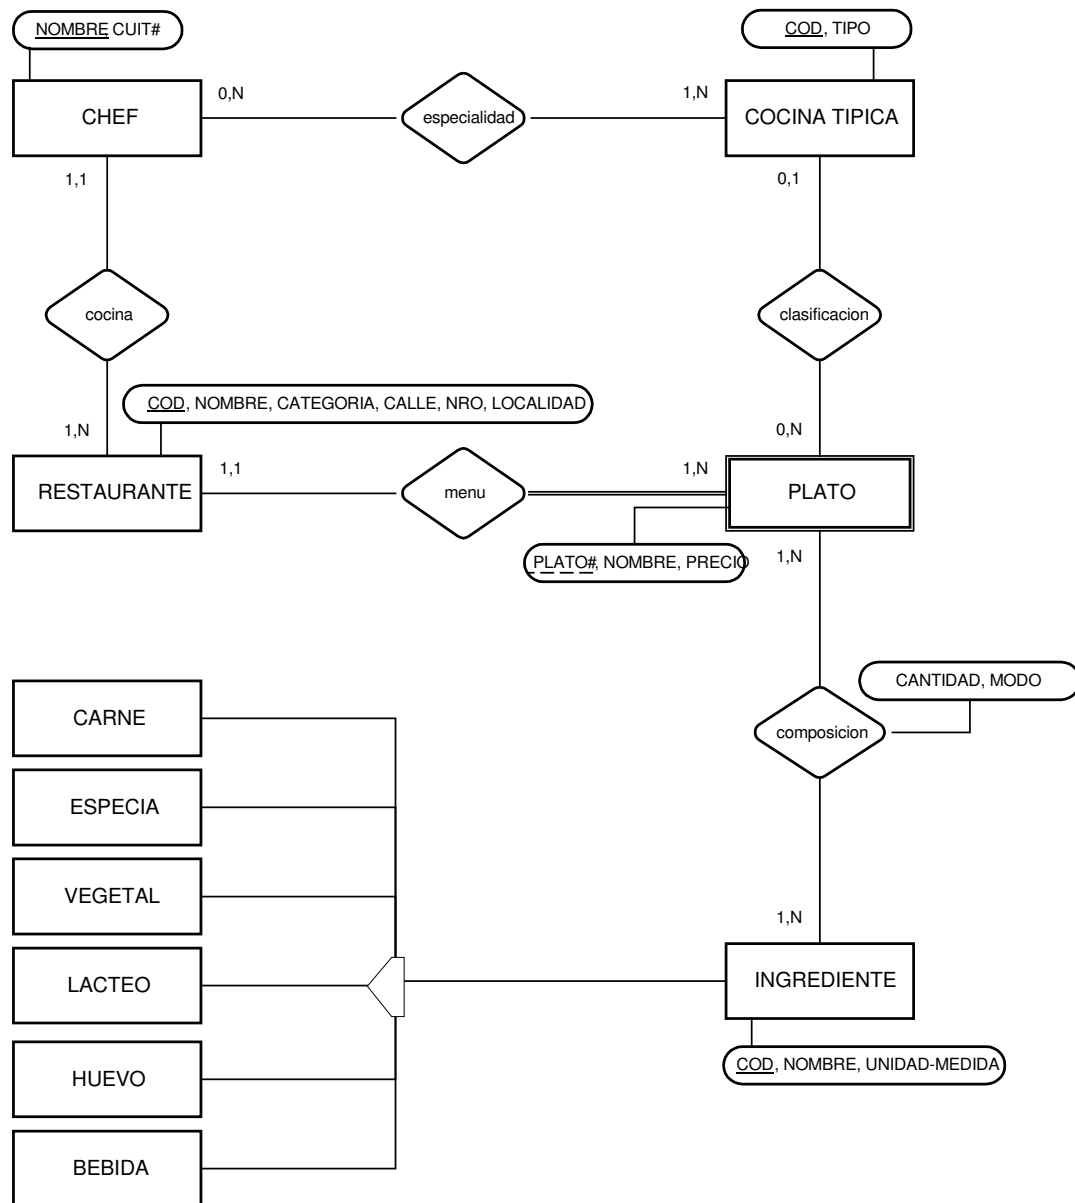 NOMBRE CUIT#
COD, TIPO
CHEF
0,N
especialidad
1,N
COCINA TIPICA
1,1
0,1
cocina
clasificacion
COD, NOMBRE, CATEGORIA, CALLE, NRO, LOCALIDAD
1,N
0,N
RESTAURANTE
1,1
menu
1,N
PLATO
PLATO#, NOMBRE, PRECIO
1,N
CANTIDAD, MODO
CARNE
composicion
ESPECIA
VEGETAL
1,N
LACTEO
INGREDIENTE
COD, NOMBRE, UNIDAD-MEDIDA
HUEVO
BEBIDA